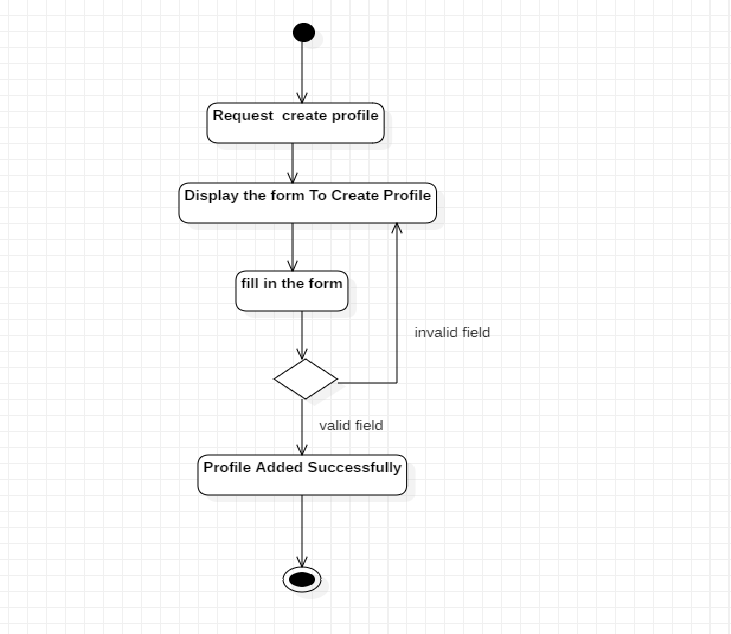 Request  create profile
Display the form To Create Profile
fill in the form
invalid field
valid field
Profile Added Successfully